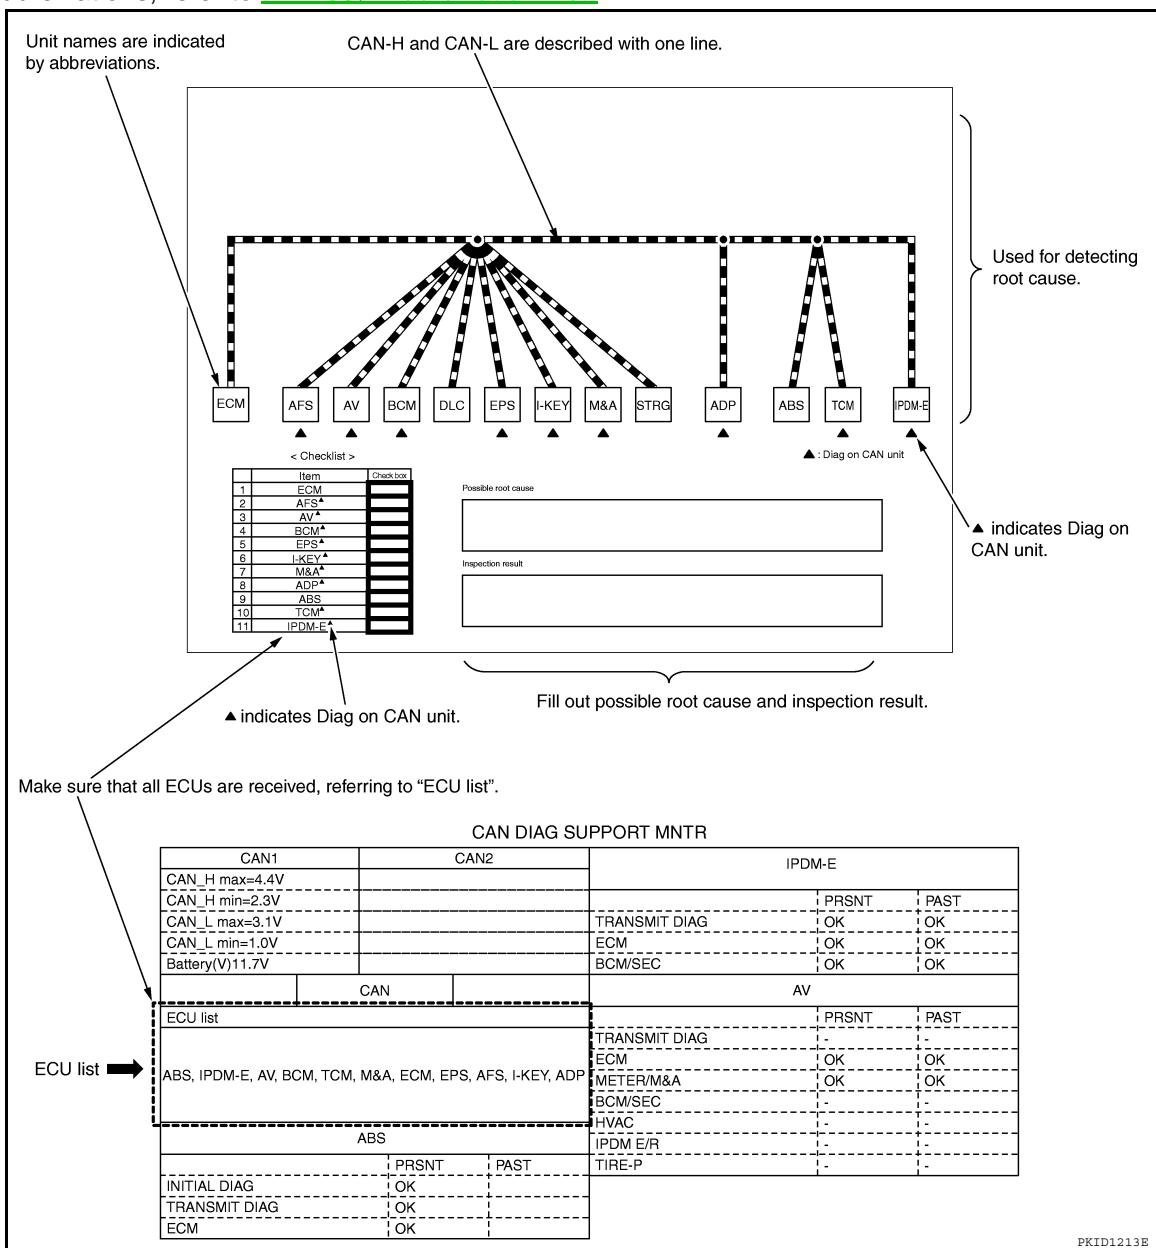 Unit names are indicated
by abbreviations.
CAN-H and CAN-L are described with one line.
Used for detecting
root cause.
ECM AFS AV BCM DLC EPS I-KEY M&A STRG ADP ABS TCM IPDM-E
▲ ▲ ▲ ▲ ▲ ▲ ▲ ▲ ▲
▲ : Diag on CAN unit
< Checklist >
Item Check box
1 ECM
2 AFS▲
3 AV▲
4 BCM▲
5 EPS▲
6 I-KEY▲
7 M&A▲
8 ADP▲
9 ABS
10 TCM▲
11 IPDM-E▲
Possible root cause
Inspection result
▲ indicates Diag on
CAN unit.
▲ indicates Diag on CAN unit.
Fill out possible root cause and inspection result.
Make sure that all ECUs are received, referring to “ECU list”.
CAN DIAG SUPPORT MNTR
CAN1 CAN2
CAN_H max=4.4V
CAN_H min=2.3V
CAN_L max=3.1V
CAN_L min=1.0V
Battery(V)11.7V
CAN
ECU list
ECU list
ABS, IPDM-E, AV, BCM, TCM, M&A, ECM, EPS, AFS, I-KEY, ADP
ABS
PRSNT PAST
INITIAL DIAG OK
TRANSMIT DIAG OK
ECM OK
IPDM-E
PRSNT PAST
TRANSMIT DIAG OK OK
ECM OK OK
BCM/SEC OK OK
AV
PRSNT PAST
TRANSMIT DIAG - -
ECM OK OK
METER/M&A OK OK
BCM/SEC - -
HVAC - -
IPDM E/R - -
TIRE-P - -
PKID1213E